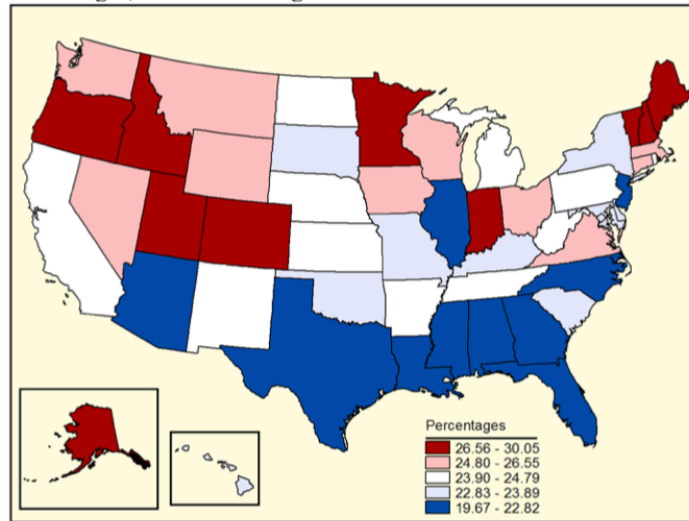 Percentages
26.56 - 30.05
24.80 - 26.55
23.90 - 24.79
22.83 - 23.89
19.67 - 22.82